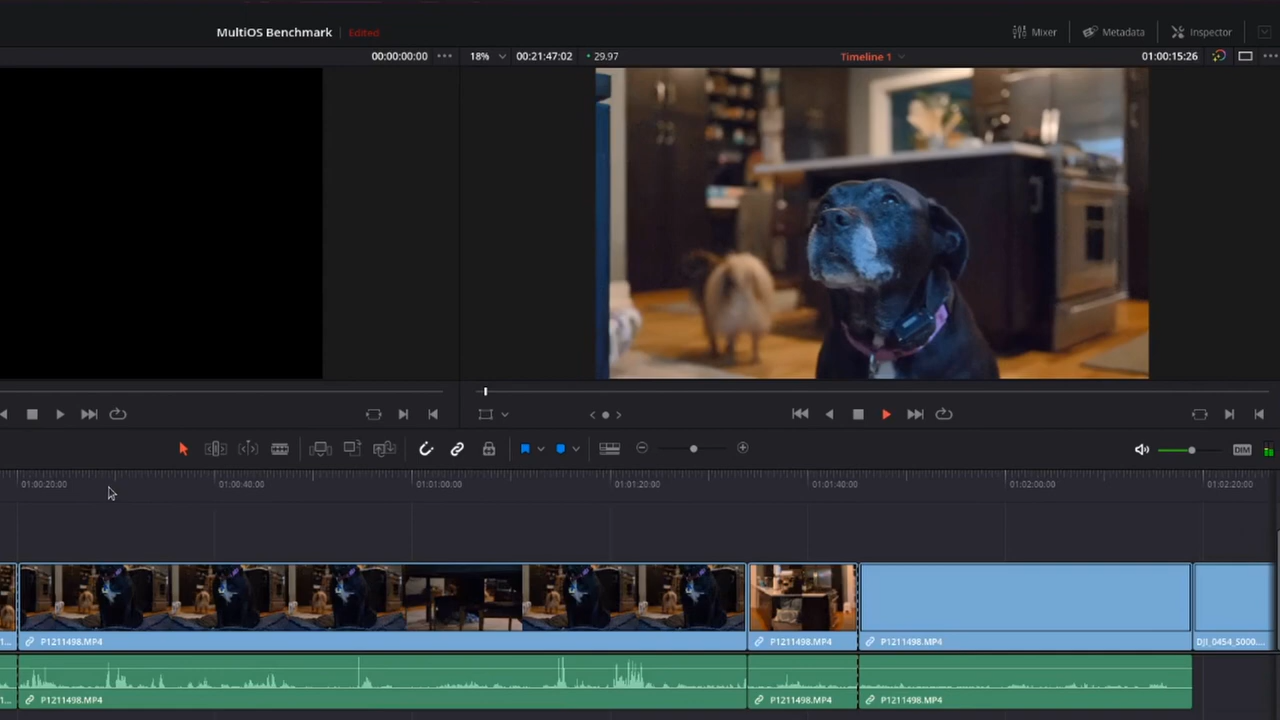 MultiOS Benchmark Edited Mixer Metadata Inspector
00:00:00:00 18% 00:21:47:02 29.97 Timeline 1 01:00:15:26
DIM
01:00:20:00 01:00:40:00 01:01:00:00 01:01:20:00 01:01:40:00 01:02:00:00 01:02:20:00
1... P1211498.MP4 P1211498.MP4 P1211498.MP4 DJI_0454_S000....
P1211498.MP4 P1211498.MP4 P1211498.MP4